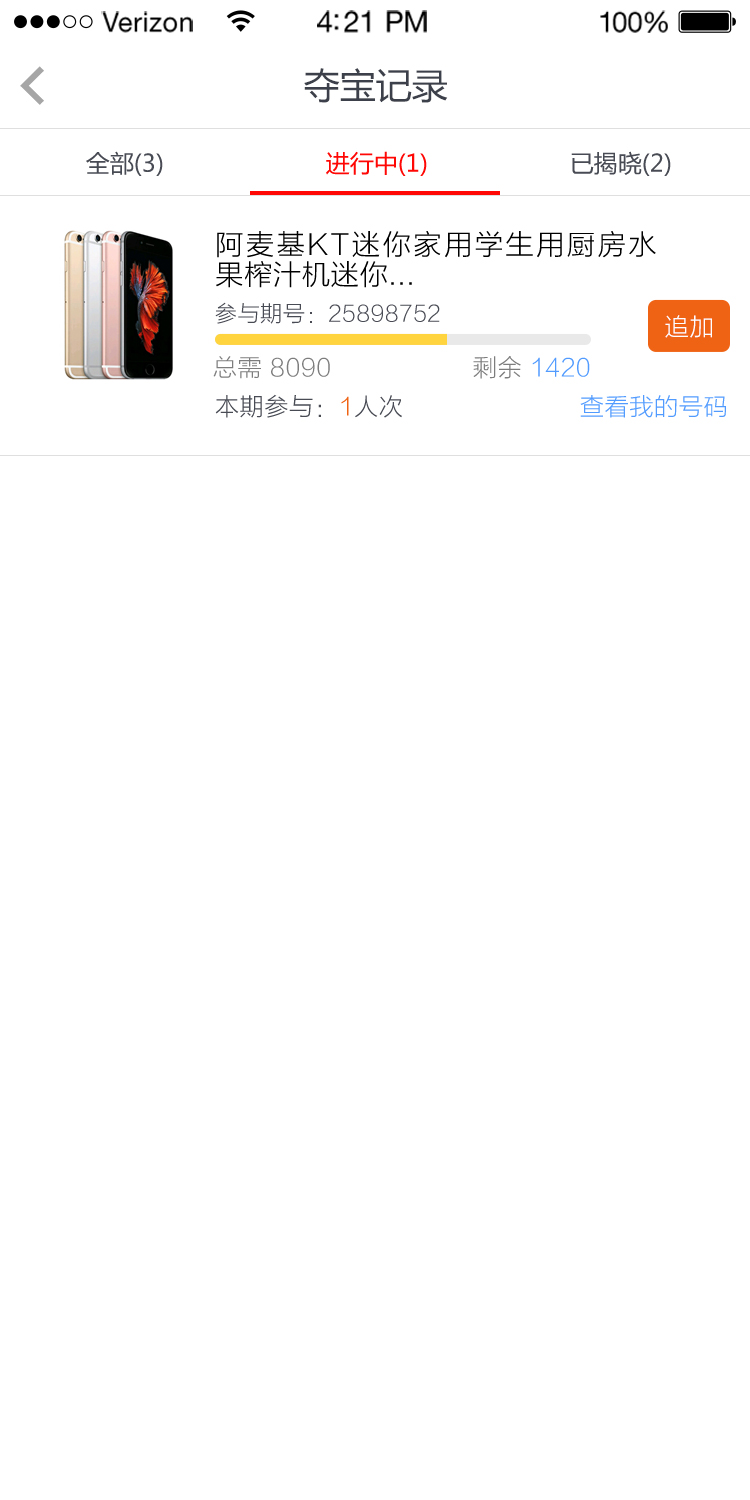 Verizon 4:21 PM 100%
夺宝记录
全部(3) 进行中(1) 已揭晓(2)
阿麦基KT迷你家用学生用厨房水
果榨汁机迷你...
参与期号：25898752
追加
总需 8090 剩余 1420
本期参与：1人次 查看我的号码